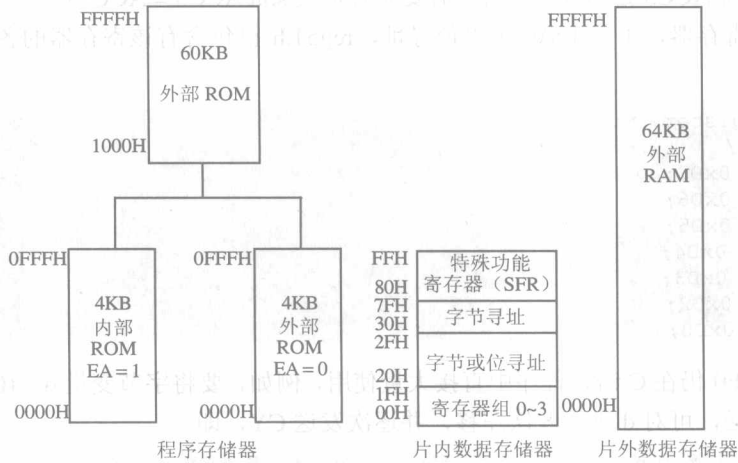 FFFFH
60KB
外部 ROM
1000H
0FFFH
4KB
内部
ROM
EA=1
0000H
0FFFH
4KB
外部
ROM
EA=0
0000H
程序存储器
FFH
80H
7FH
30H
2FH
20H
1FH
00H
特殊功能
寄存器（SFR）
字节寻址
字节或位寻址
寄存器组 0~3
片内数据存储器
FFFFH
64KB
外部
RAM
0000H
片外数据存储器